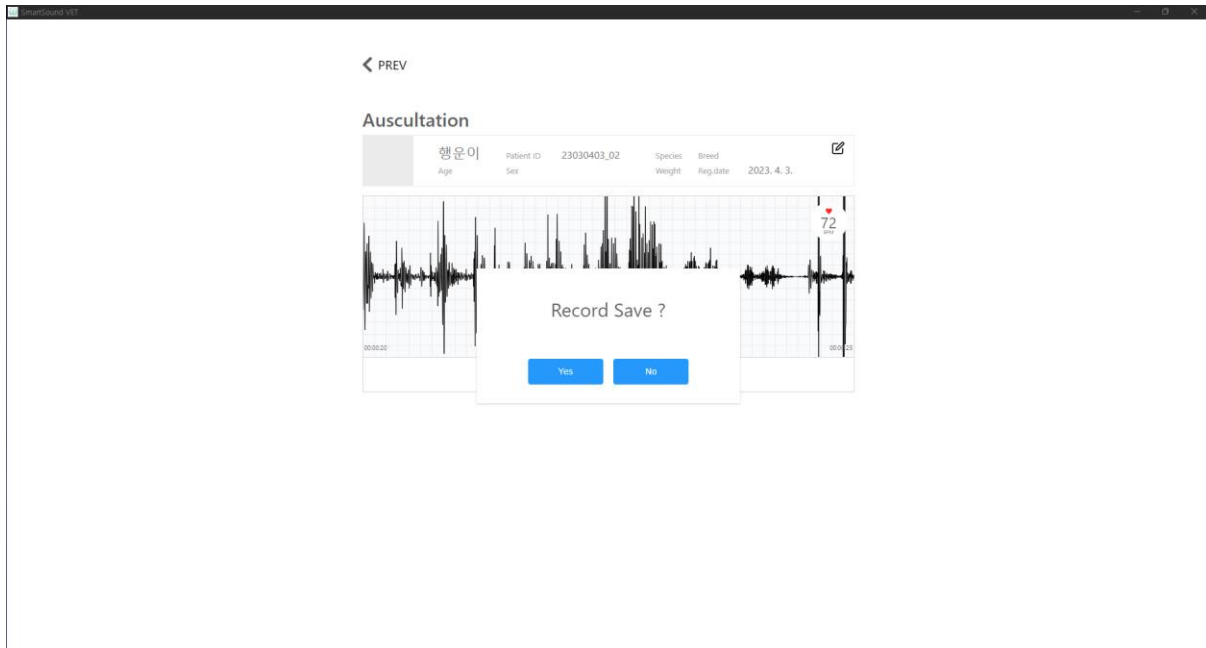 SmartSound VET
PREV
Auscultation
행운이 Patient ID 23030403_02 Species Breed
Age Sex Weight Reg.date 2023. 4. 3.
72
BPM
Record Save ?
00:00:20
Yes No